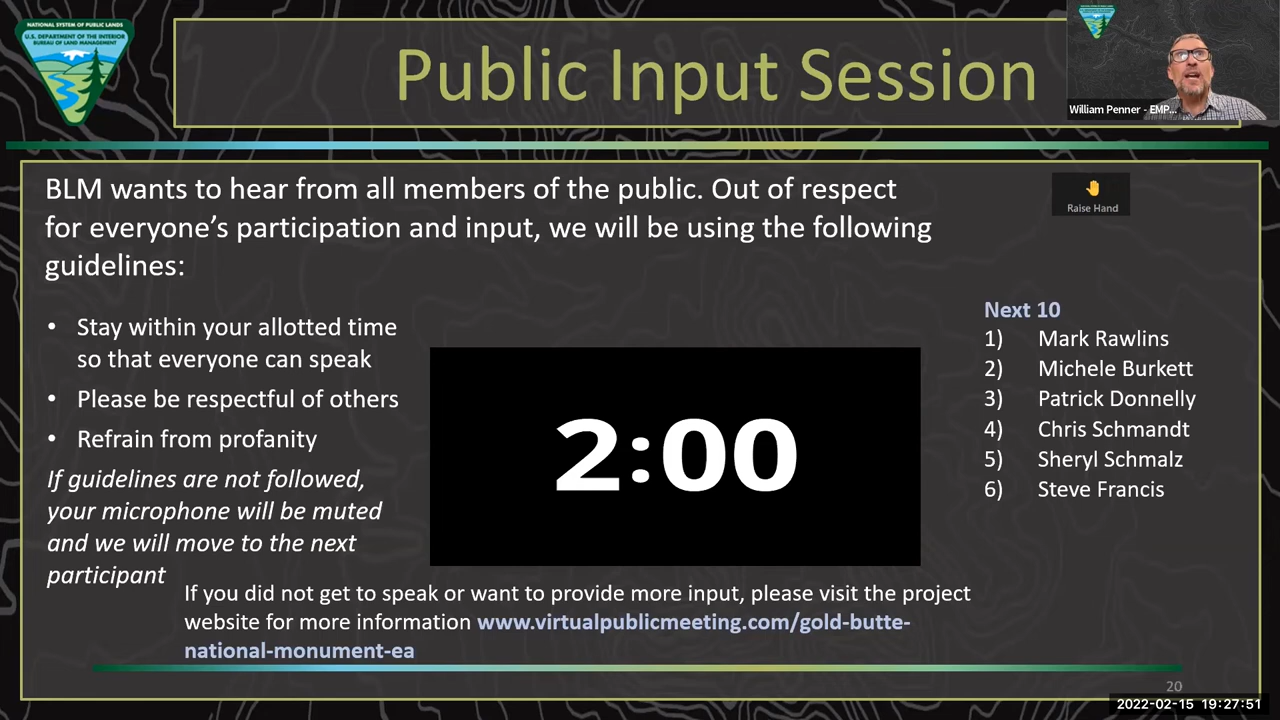 NATIONAL SYSTEM OF PUBLIC LANDS
U.S. DEPARTMENT OF THE INTERIOR
BUREAU OF LAND MANAGEMENT
Public Input Session
William Penner - EMP...
BLM wants to hear from all members of the public. Out of respect
for everyone’s participation and input, we will be using the following
guidelines:
Raise Hand
• Stay within your allotted time
so that everyone can speak
• Please be respectful of others
• Refrain from profanity
If guidelines are not followed,
your microphone will be muted
and we will move to the next
participant
2:00
Next 10
1) Mark Rawlins
2) Michele Burkett
3) Patrick Donnelly
4) Chris Schmandt
5) Sheryl Schmalz
6) Steve Francis
If you did not get to speak or want to provide more input, please visit the project
website for more information www.virtualpublicmeeting.com/gold-butte-
national-monument-ea
20
2022-02-15 19:27:51